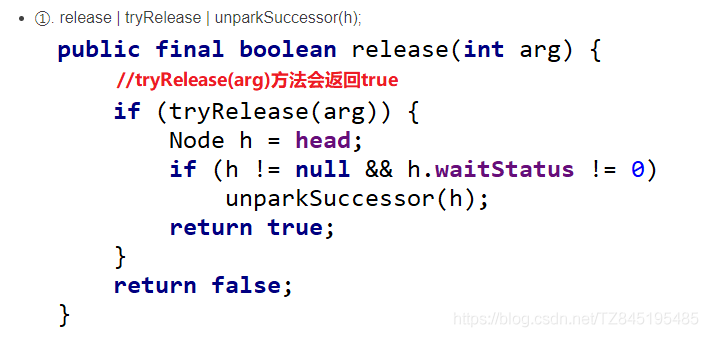 • ①. release | tryRelease | unparkSuccessor(h);
public final boolean release(int arg) {
//tryRelease(arg)方法会返回true
if (tryRelease(arg)) {
Node h = head;
if (h != null && h.waitStatus != 0)
unparkSuccessor(h);
return true;
}
return false;
}
https://blog.csdn.net/TZ845195485